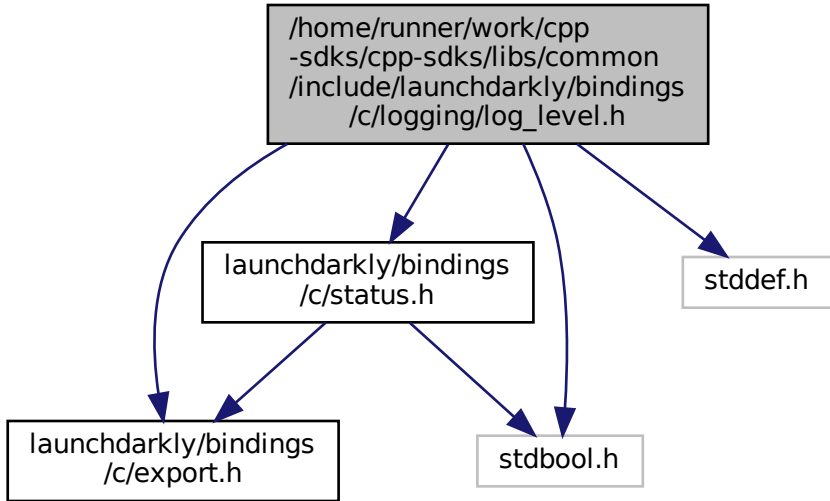 /home/runner/work/cpp
-sdks/cpp-sdks/libs/common
/include/launchdarkly/bindings
/c/logging/log_level.h
launchdarkly/bindings
/c/status.h
stddef.h
launchdarkly/bindings
/c/export.h
stdbool.h